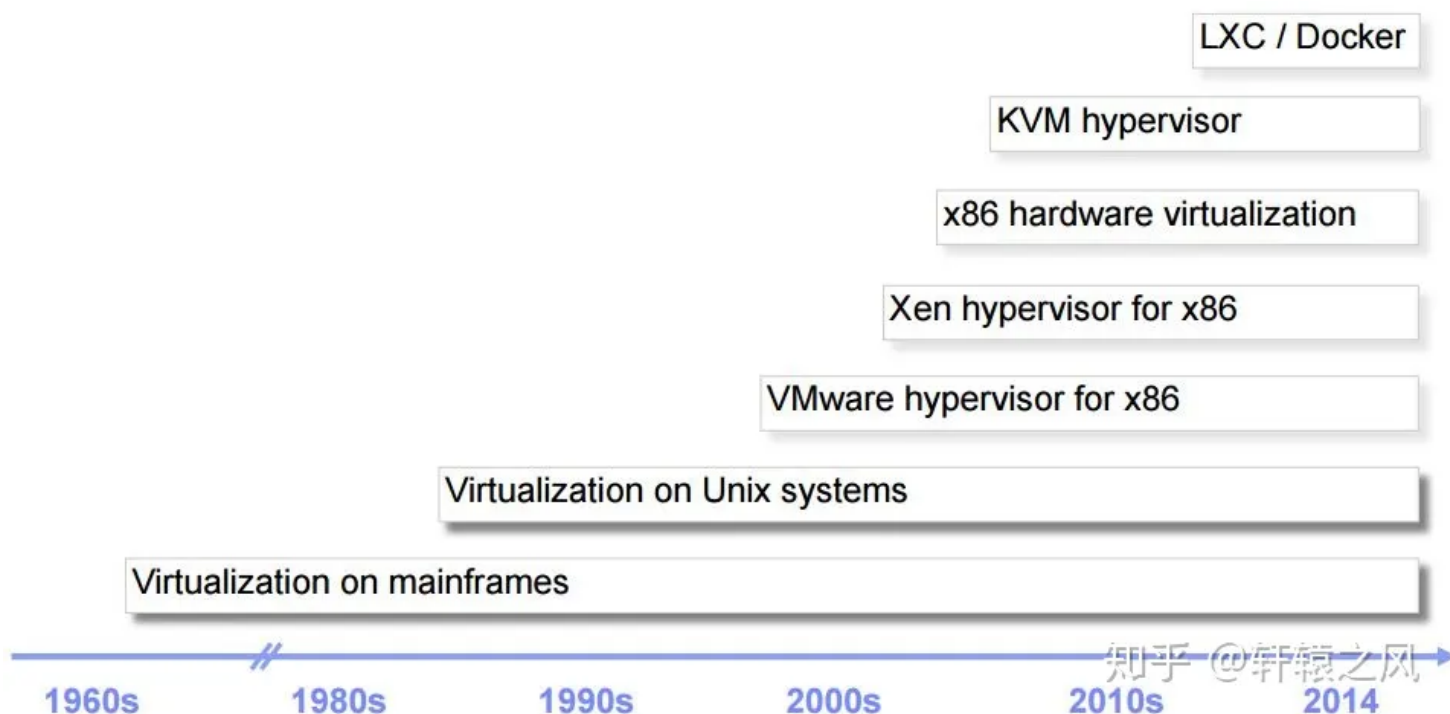 LXC / Docker
KVM hypervisor
x86 hardware virtualization
Xen hypervisor for x86
VMware hypervisor for x86
Virtualization on Unix systems
Virtualization on mainframes
知乎 @轩辕之风
1960s 1980s 1990s 2000s 2010s 2014